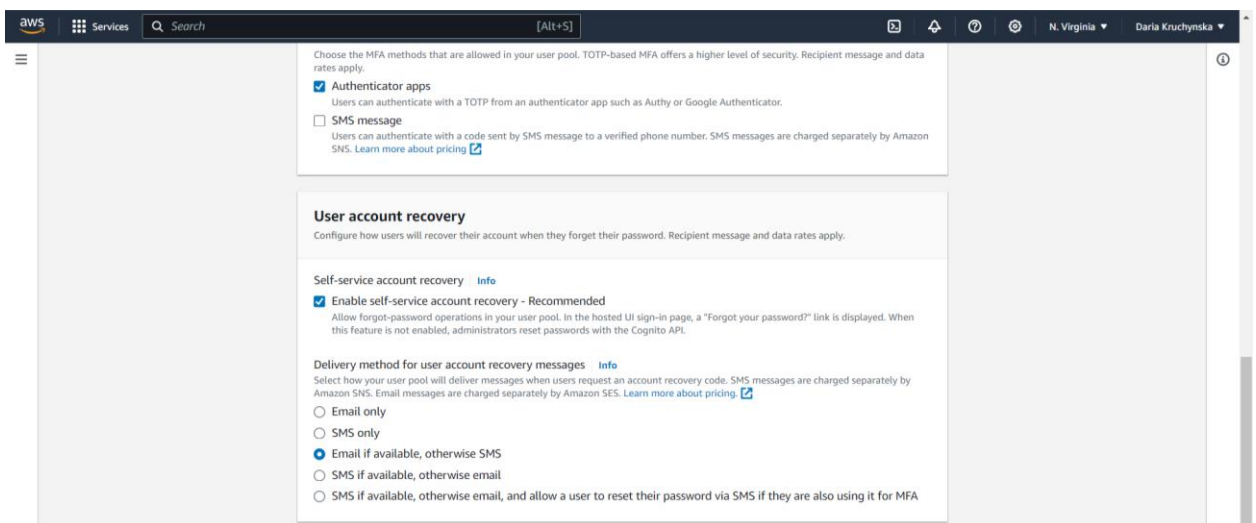 aws Services Search [Alt+S] N. Virginia Daria Kruchynska
Choose the MFA methods that are allowed in your user pool. TOTP-based MFA offers a higher level of security. Recipient message and data
rates apply.
Authenticator apps
Users can authenticate with a TOTP from an authenticator app such as Authy or Google Authenticator.
SMS message
Users can authenticate with a code sent by SMS message to a verified phone number. SMS messages are charged separately by Amazon
SNS. Learn more about pricing
User account recovery
Configure how users will recover their account when they forget their password. Recipient message and data rates apply.
Self-service account recovery Info
Enable self-service account recovery - Recommended
Allow forgot-password operations in your user pool. In the hosted UI sign-in page, a "Forgot your password?" link is displayed. When
this feature is not enabled, administrators reset passwords with the Cognito API.
Delivery method for user account recovery messages Info
Select how your user pool will deliver messages when users request an account recovery code. SMS messages are charged separately by
Amazon SNS. Email messages are charged separately by Amazon SES. Learn more about pricing.
Email only
SMS only
Email if available, otherwise SMS
SMS if available, otherwise email
SMS if available, otherwise email, and allow a user to reset their password via SMS if they are also using it for MFA